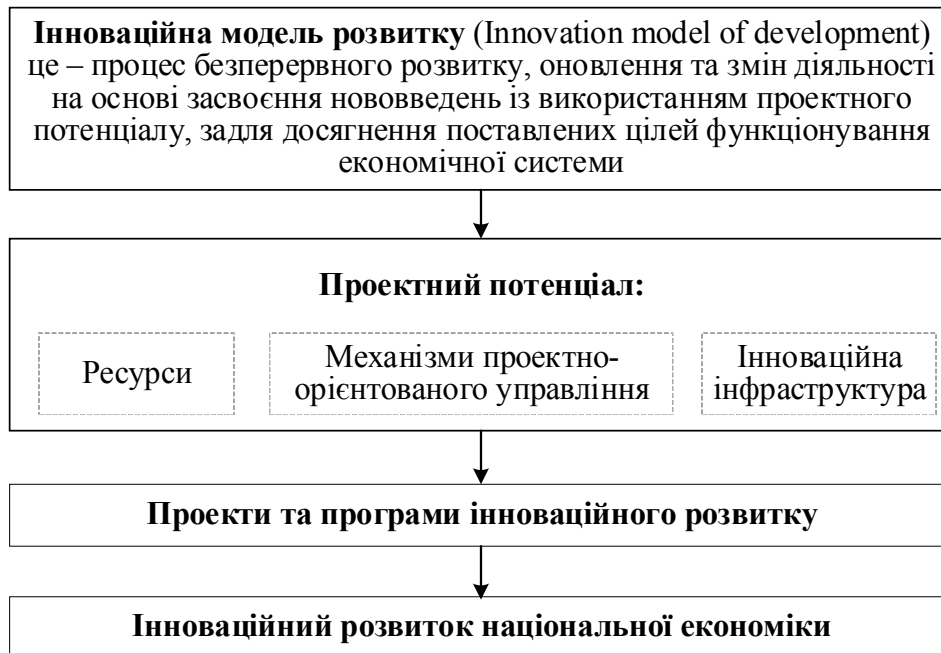 Інноваційна модель розвитку (Innovation model of development)
це – процес безперервного розвитку, оновлення та змін діяльності
на основі засвоєння нововведень із використанням проектного
потенціалу, задля досягнення поставлених цілей функціонування
економічної системи
Проектний потенціал:
Ресурси
Механізми проектно-
орієнтованого управління
Інноваційна
інфраструктура
Проекти та програми інноваційного розвитку
Інноваційний розвиток національної економіки